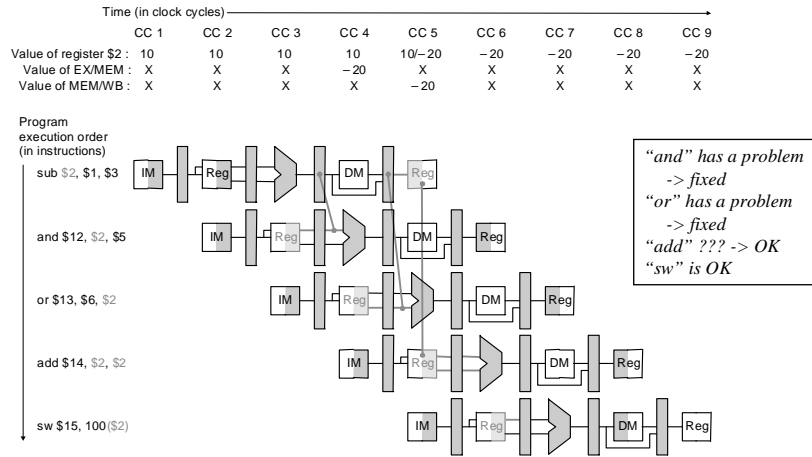 Time (in clock cycles)
CC 1 CC 2 CC 3 CC 4 CC 5 CC 6 CC 7 CC 8 CC 9
Value of register $2 : 10 10 10 10 10/–20 –20 –20 –20 –20
Value of EX/MEM : X X X –20 X X X X X
Value of MEM/WB : X X X X –20 X X X X
Program
execution order
(in instructions)
sub $2, $1, $3
IM Reg DM Reg
and $12, $2, $5
IM Reg DM Reg
or $13, $6, $2
IM Reg DM Reg
add $14, $2, $2
IM Reg DM Reg
sw $15, 100($2)
IM Reg DM Reg
“and” has a problem
-> fixed
“or” has a problem
-> fixed
“add” ??? -> OK
“sw” is OK